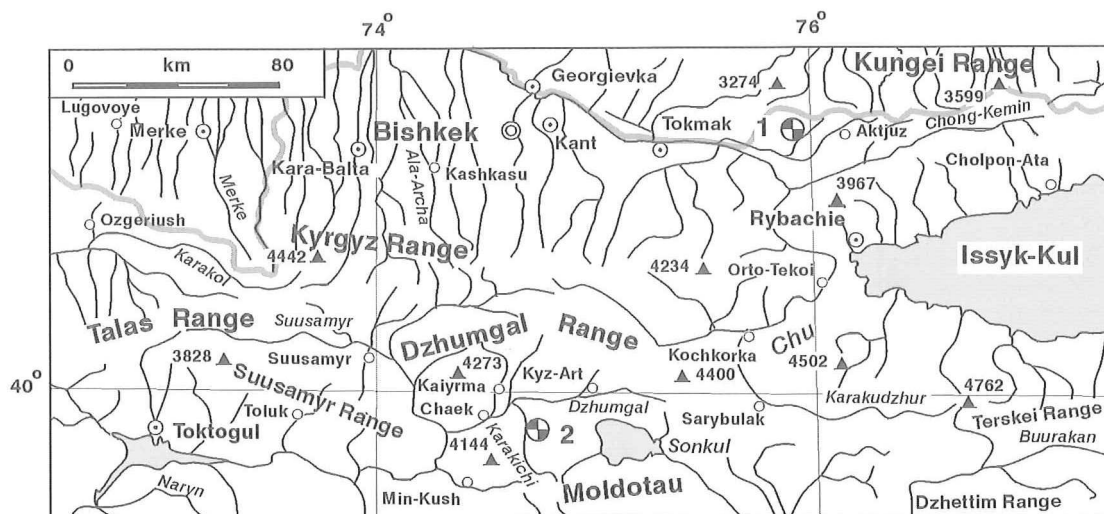 74°
76°
0 km 80
Georgievka
3274
Kungei Range
3599
Lugovoye
Merke
Bishkek
Kant
Tokmak
1
Aktjuz
Chong-Kemin
Kara-Balta
Ala-Archa
Kashkasu
Cholpon-Ata
Merke
3967
Ozgeriush
Rybachie
Kyrgyz Range
4442
Karakol
4234
Orto-Tekoi
Issyk-Kul
Talas Range
Suusamyr
Dzhumgal Range
Chu
3828
Suusamyr
4273
Kochkorka
4400
4502
40°
Kaiyrma
Kyz-Art
4762
Suusamyr Range
Toluk
Chaek
Dzhumgal
Sarybulak
Karakudzhur
Terskei Range
Toktogul
4144
Karakichi
2
Sonkul
Buurakan
Naryn
Min-Kush
Moldotau
Dzhettim Range